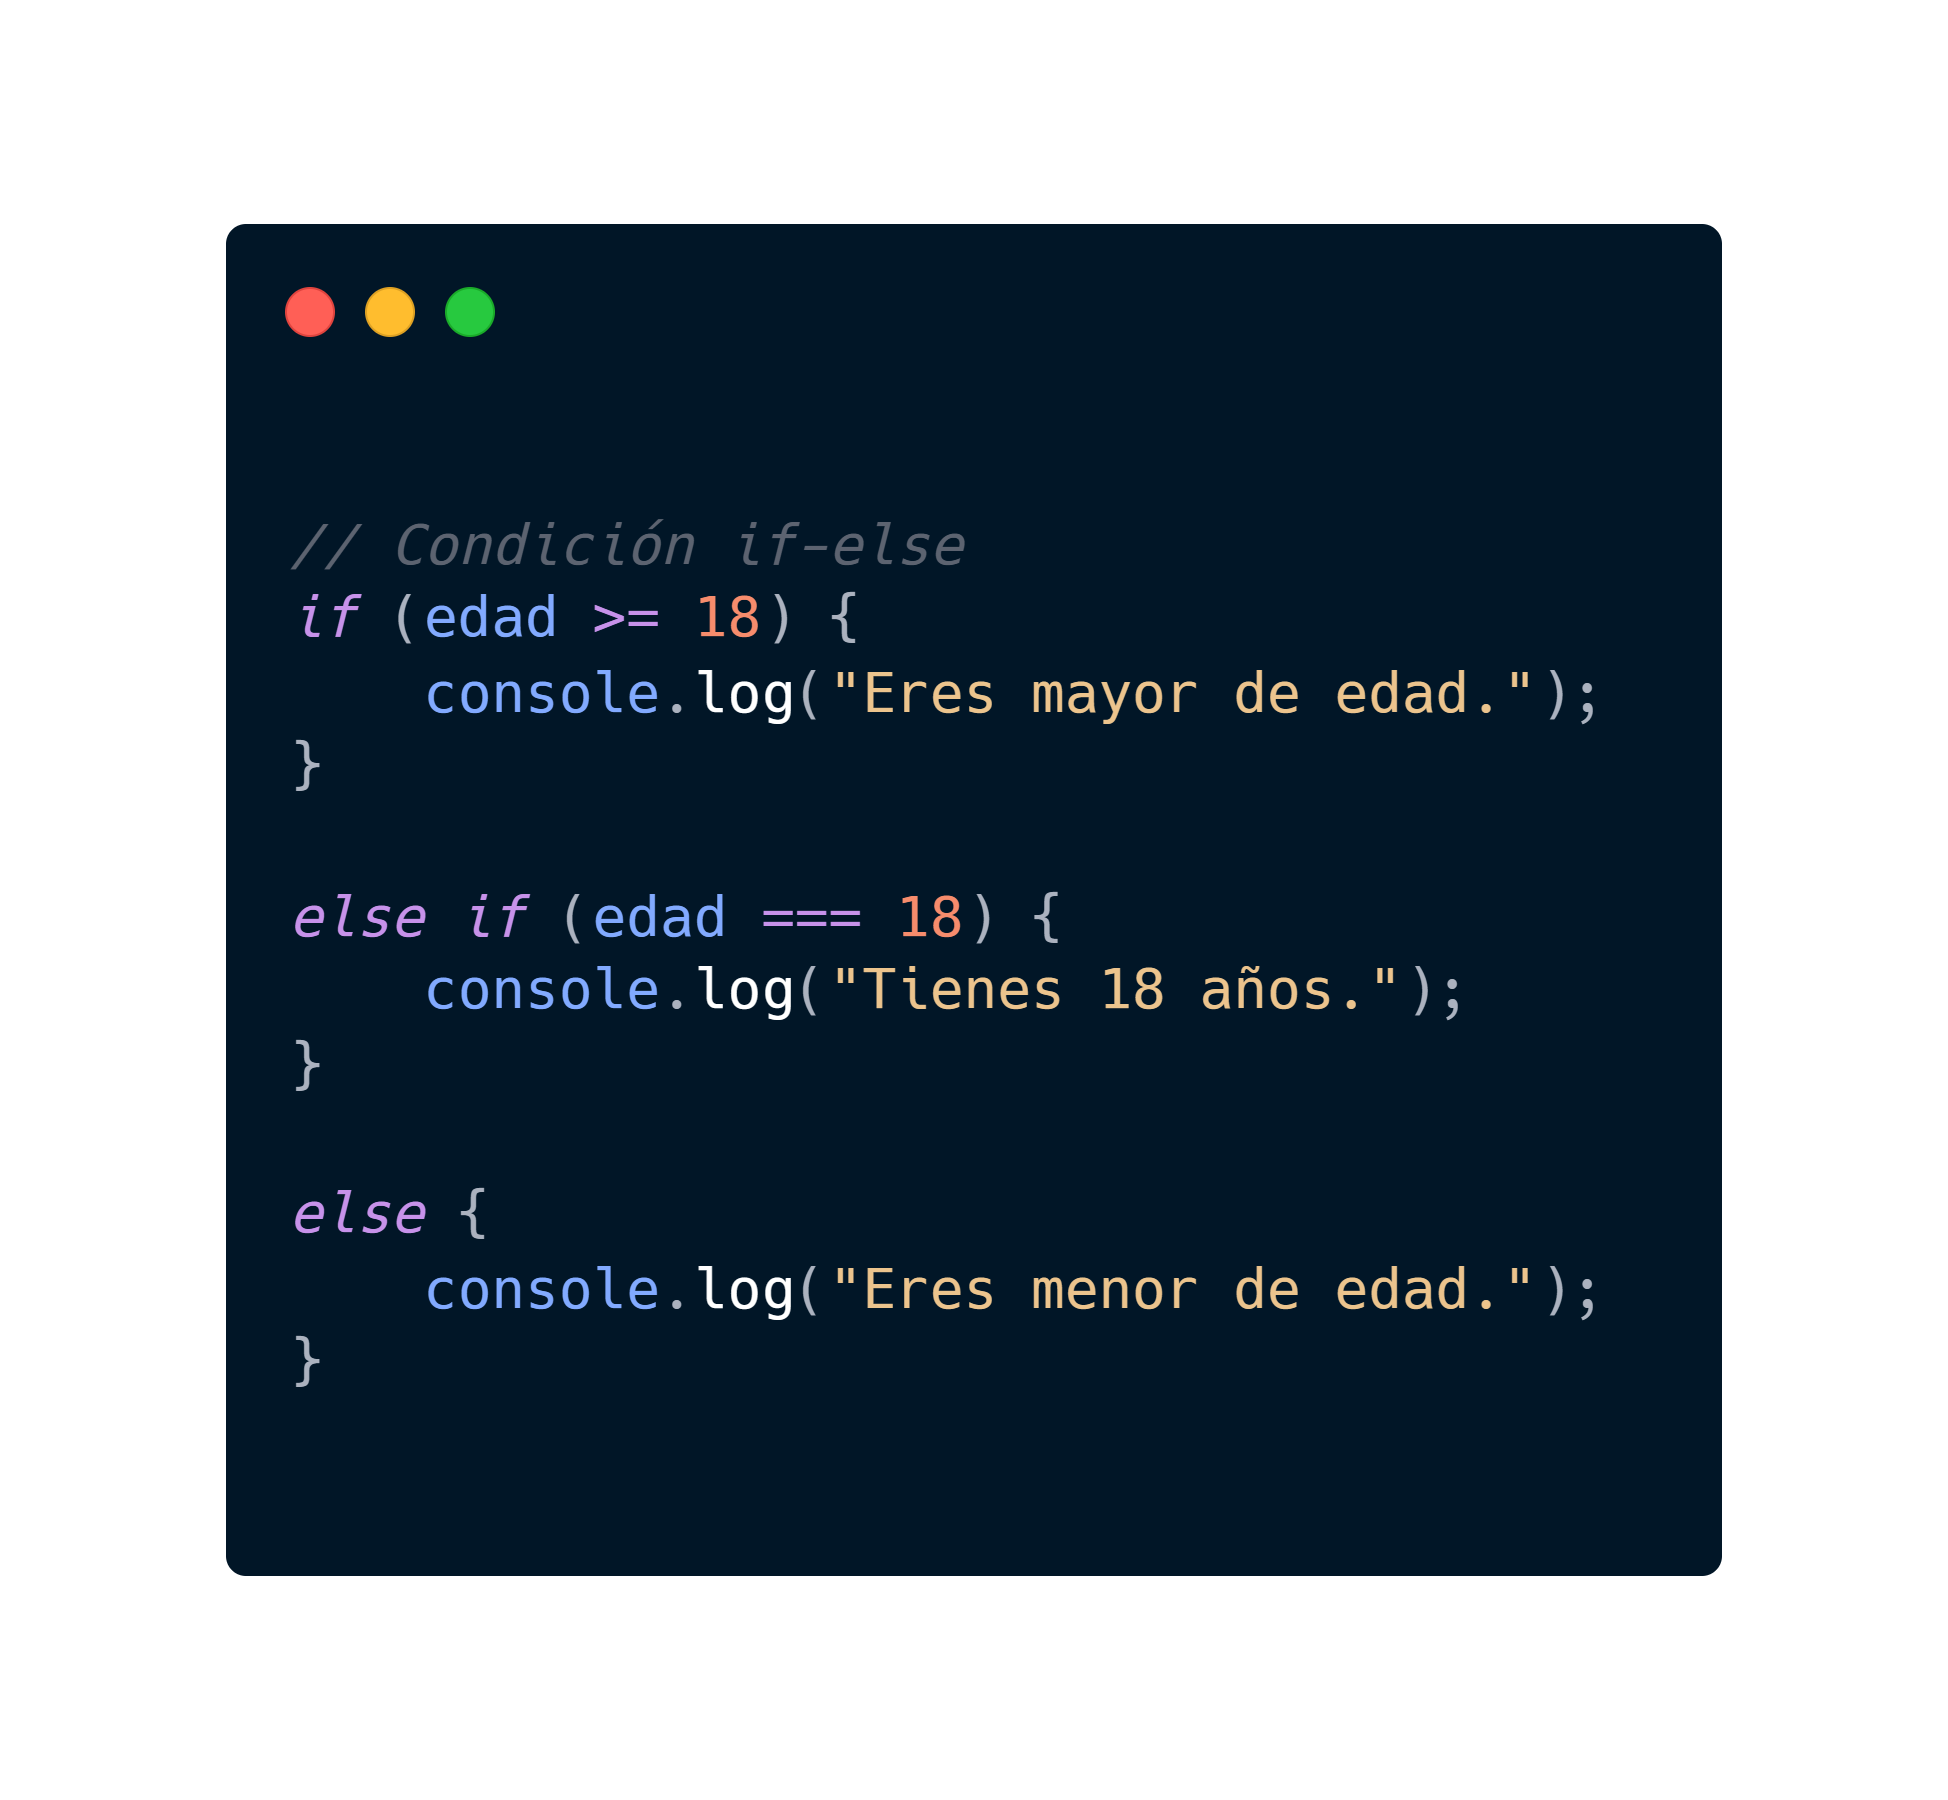 // Condición if-else
if (edad >= 18) {
    console.log("Eres mayor de edad.");
}
else if (edad === 18) {
    console.log("Tienes 18 años.");
}
else {
    console.log("Eres menor de edad.");
}